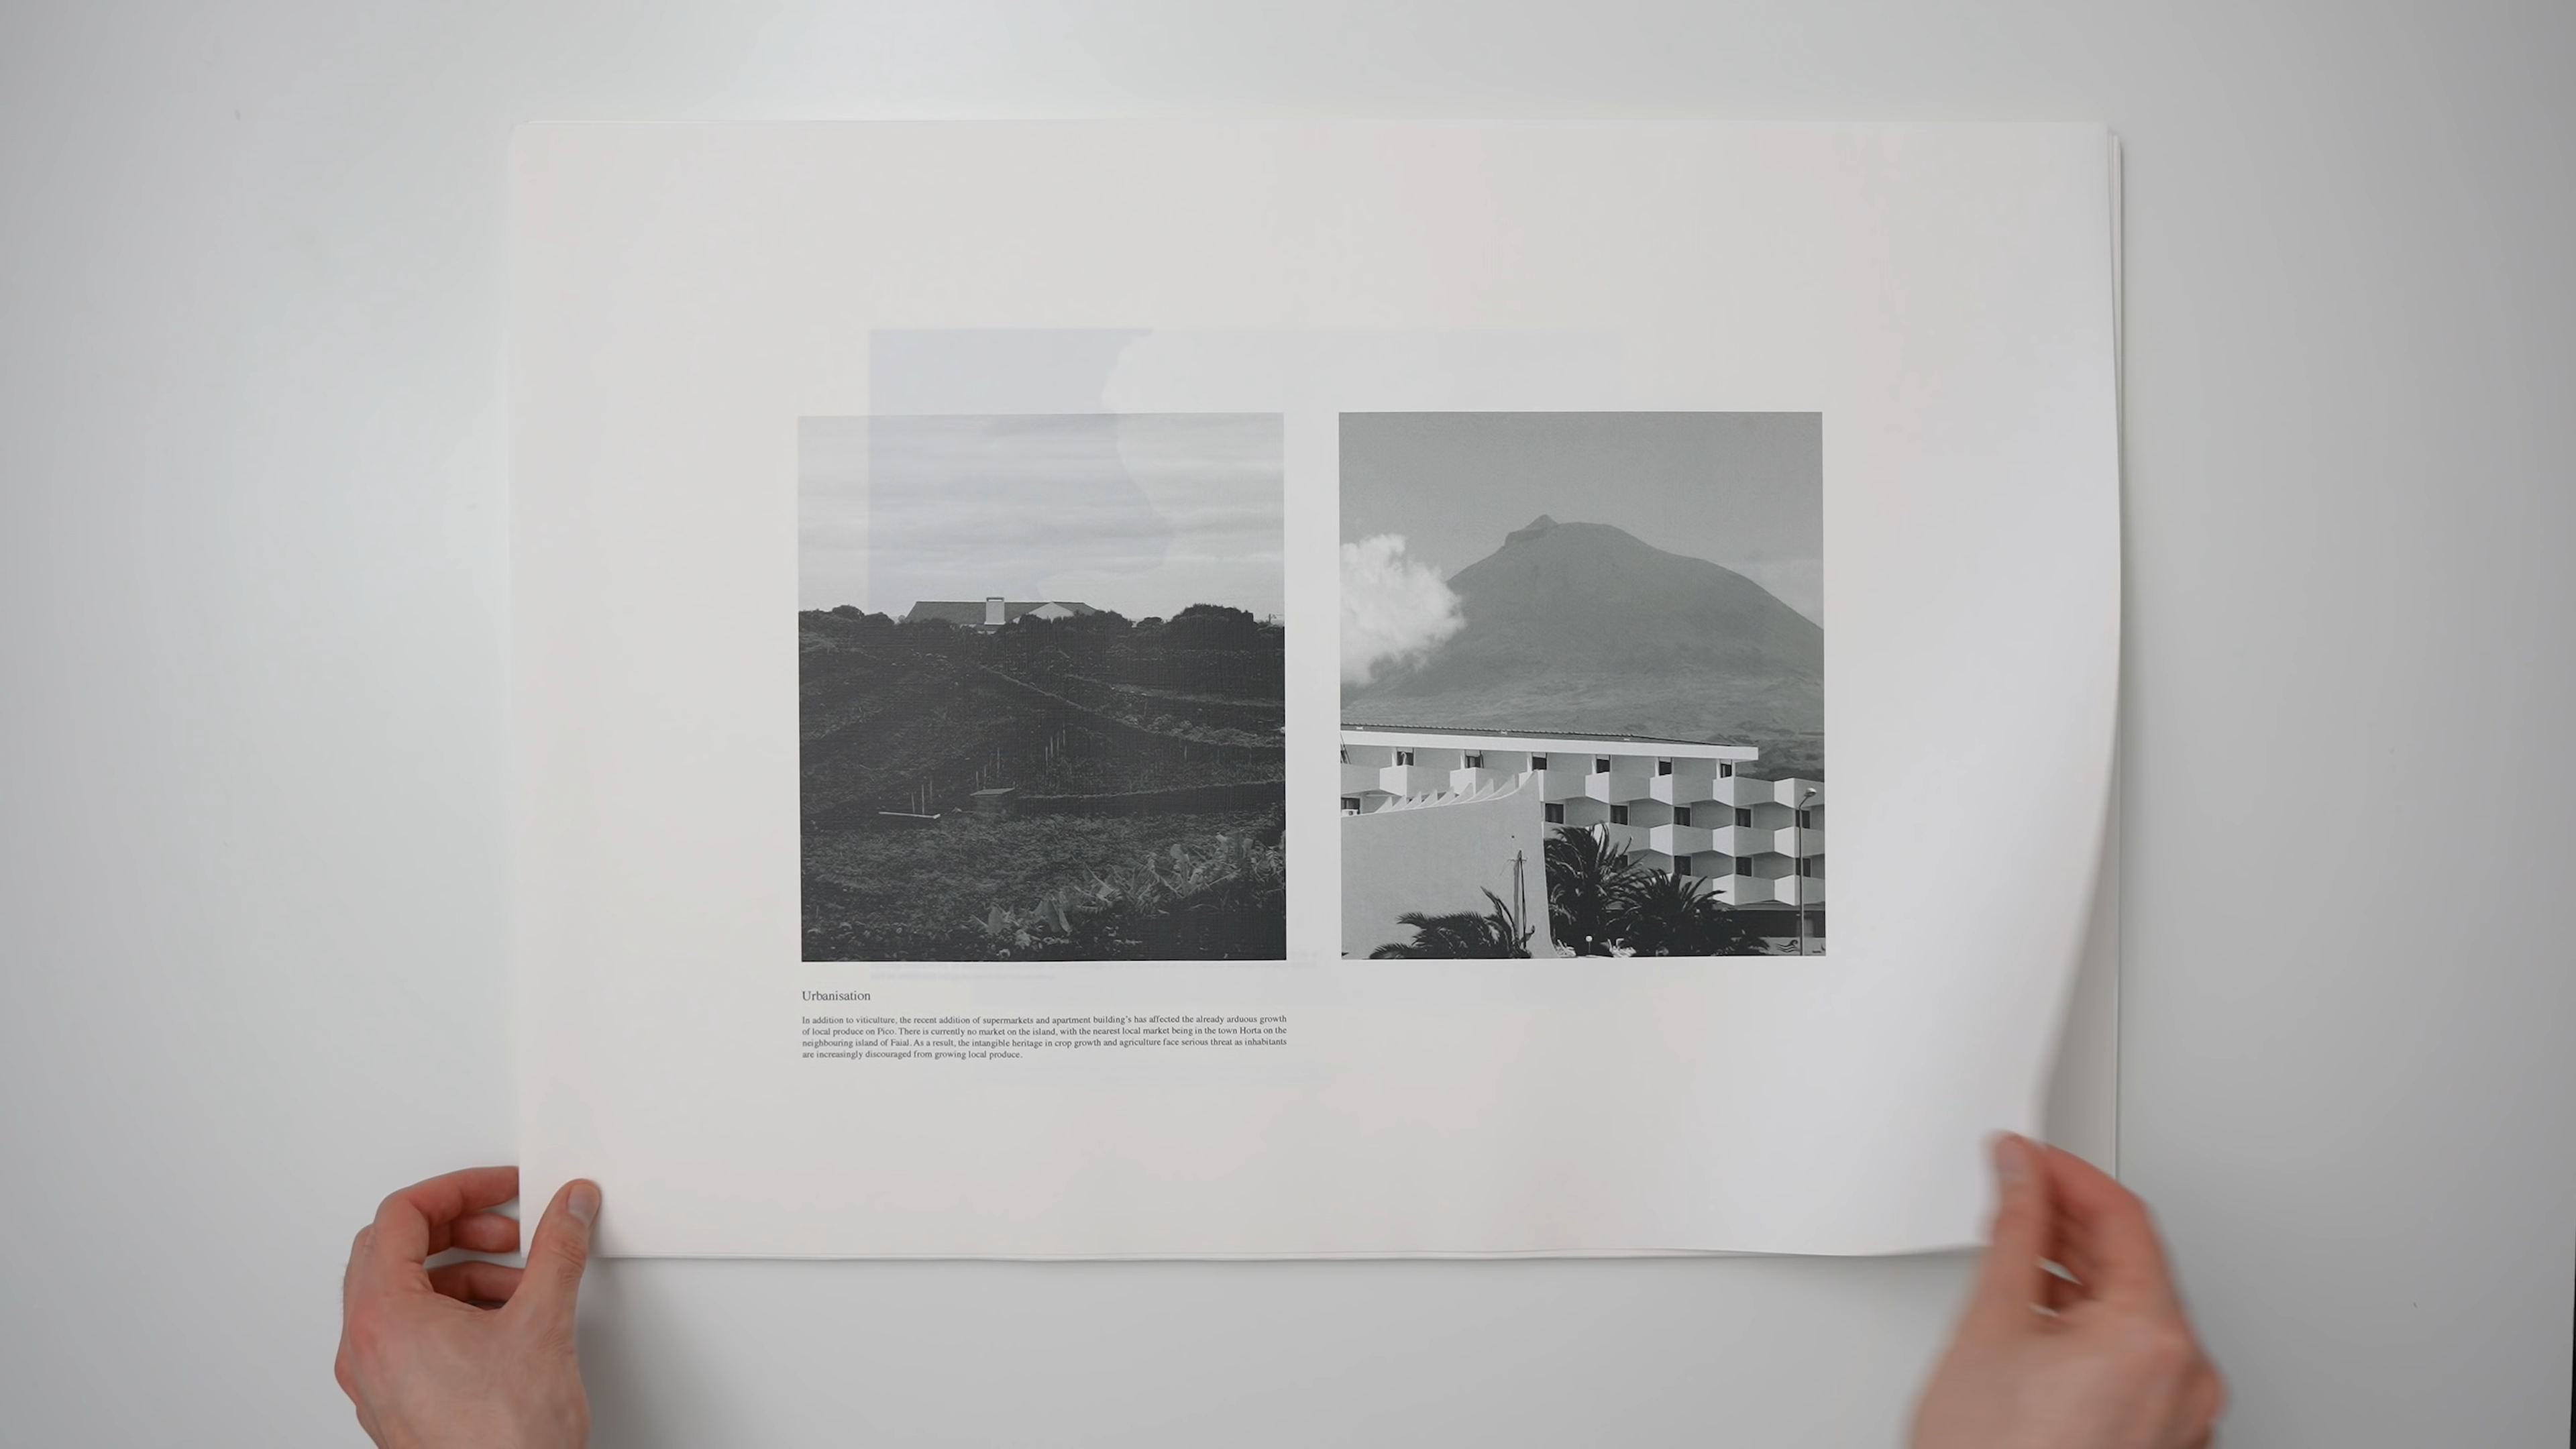 Urbanisation
In addition to viticulture, the recent addition of supermarkets and apartment building's has affected the already arduous growth
of local produce on Pico. There is currently no market on the island, with the nearest local market being in the town Horta on the
neighbouring island of Faial. As a result, the intangible heritage in crop growth and agriculture face serious threat as inhabitants
are increasingly discouraged from growing local produce.